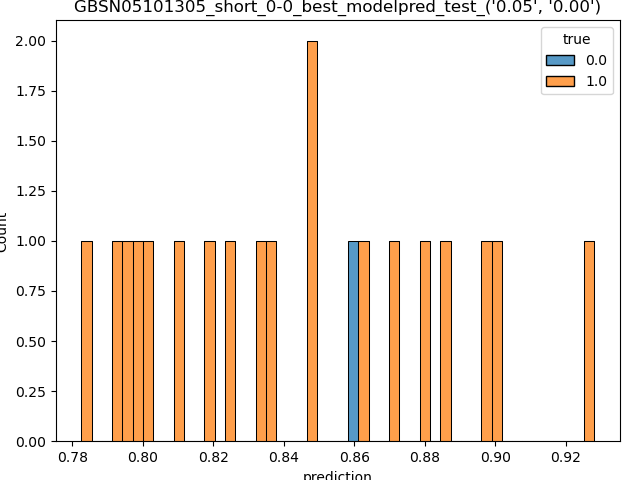 GBSN05101305_short_0-0_best_modelpred_test_('0.05', '0.00')
2.00
1.75
1.50
1.25
1.00
0.75
0.50
0.25
0.00
Count
true
0.0
1.0
0.78 0.80 0.82 0.84 0.86 0.88 0.90 0.92
prediction